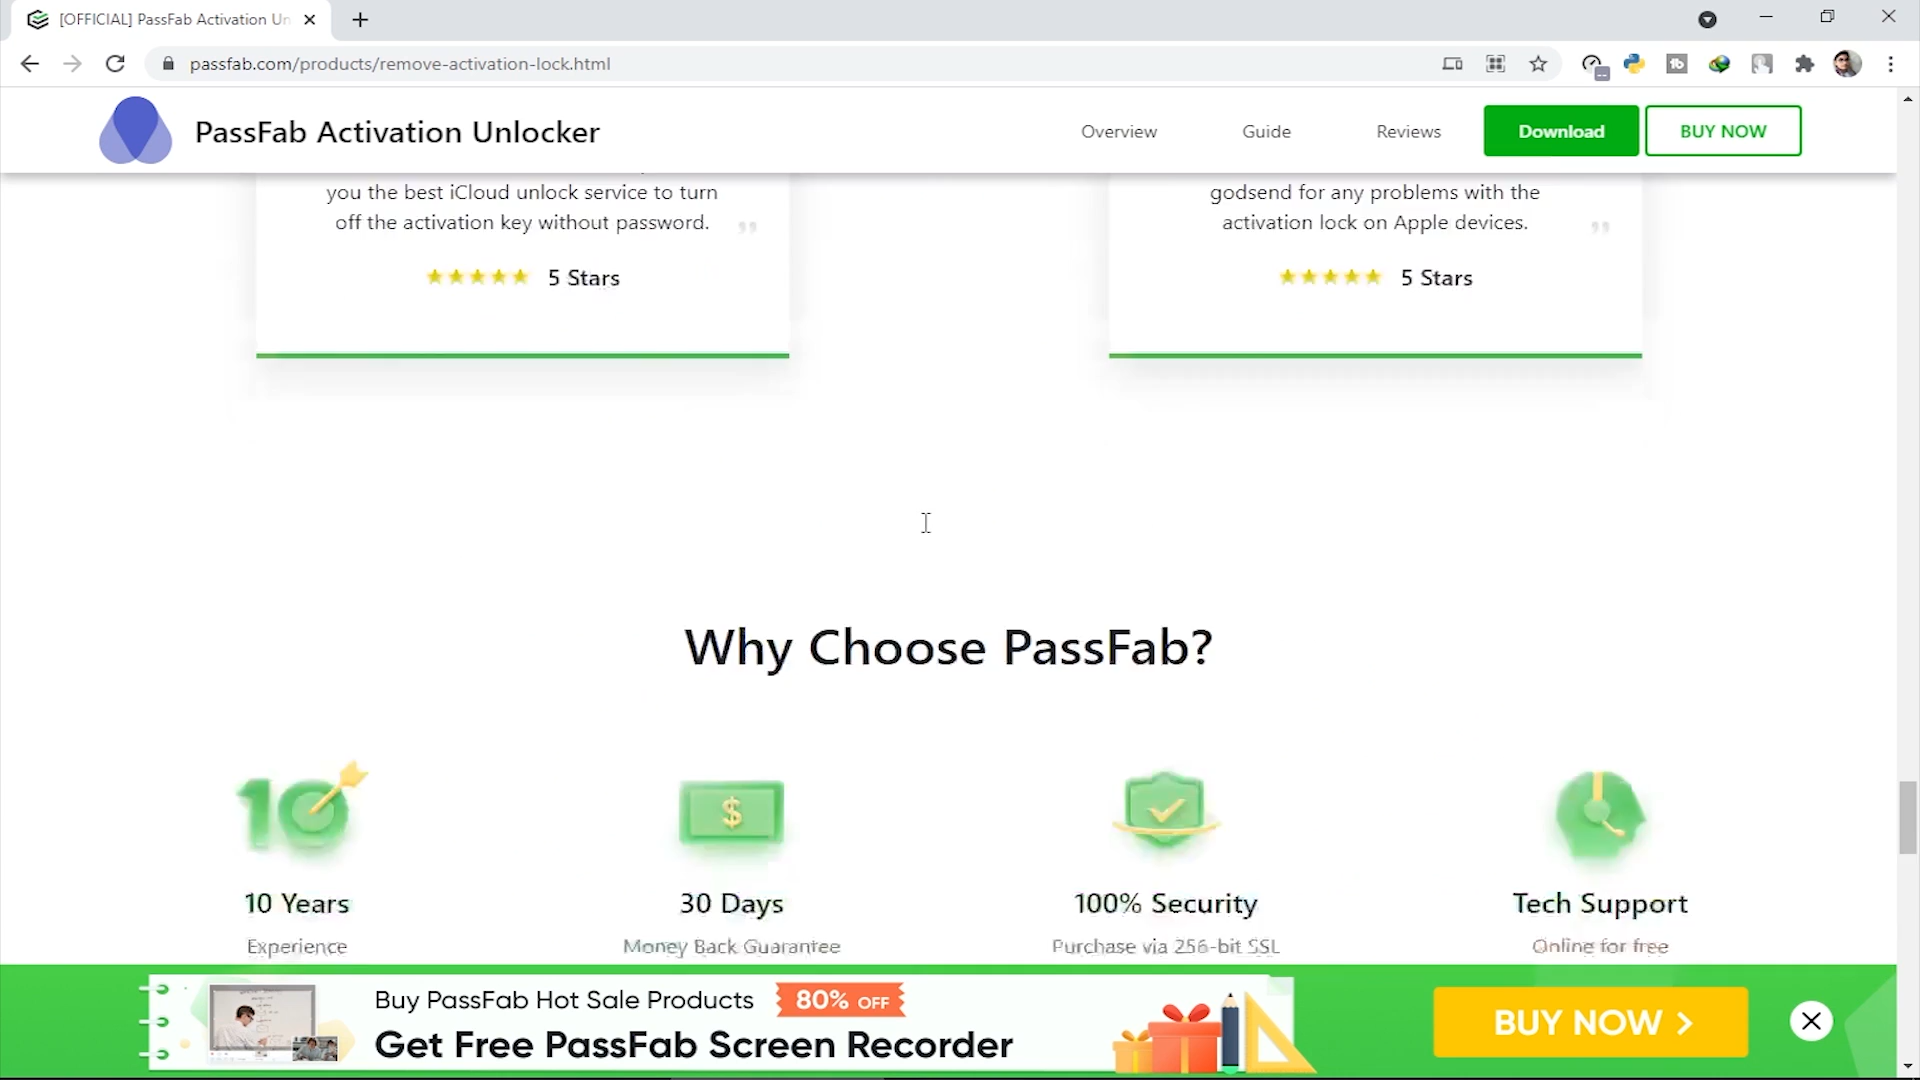 [OFFICIAL] PassFab Activation Un
passfab.com/products/remove-activation-lock.html
PassFab Activation Unlocker
Overview
Guide
Reviews
Download
BUY NOW
you the best iCloud unlock service to turn
off the activation key without password.
”
5 Stars
godsend for any problems with the
activation lock on Apple devices.
”
5 Stars
Why Choose PassFab?
10
$
10 Years
Experience
30 Days
Money Back Guarantee
100% Security
Purchase via 256-bit SSL
Tech Support
Online for free
Buy PassFab Hot Sale Products
80% OFF
Get Free PassFab Screen Recorder
BUY NOW >